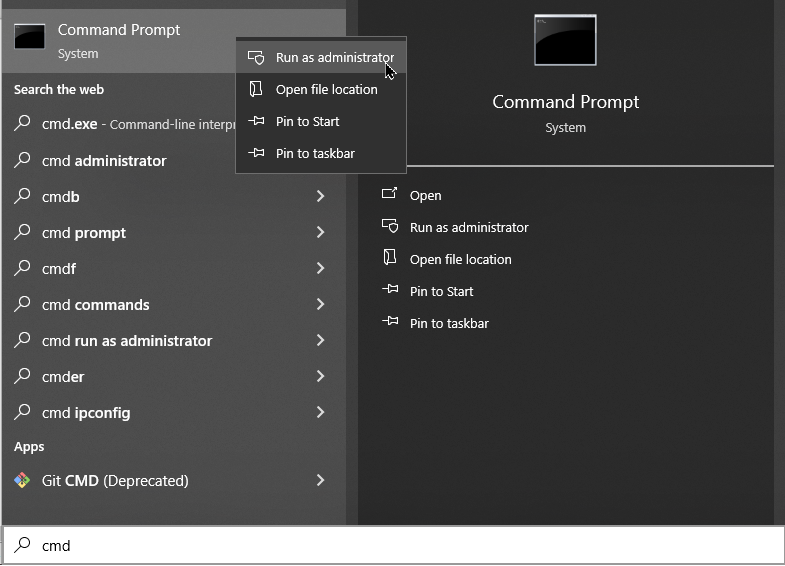 Command Prompt
System
Run as administrator
Open file location
Pin to Start
Pin to taskbar
Search the web
cmd.exe - Command-line interpr
cmd administrator
cmdb
cmd prompt
cmdf
cmd commands
cmd run as administrator
cmder
cmd ipconfig
Apps
Git CMD (Deprecated)
cmd
Command Prompt
System
Open
Run as administrator
Open file location
Pin to Start
Pin to taskbar